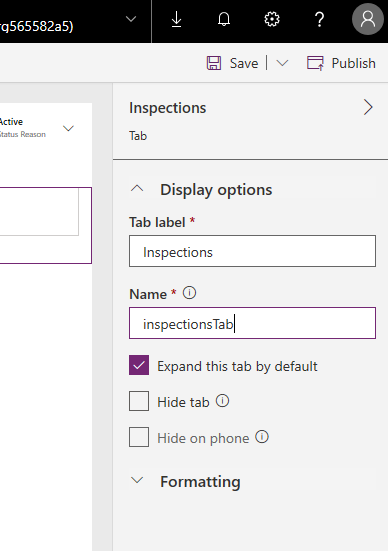 rg565582a5)
Save
Publish
Active
Status Reason
Inspections
Tab
Display options
Tab label *
Inspections
Name *
inspectionsTab
Expand this tab by default
Hide tab
Hide on phone
Formatting